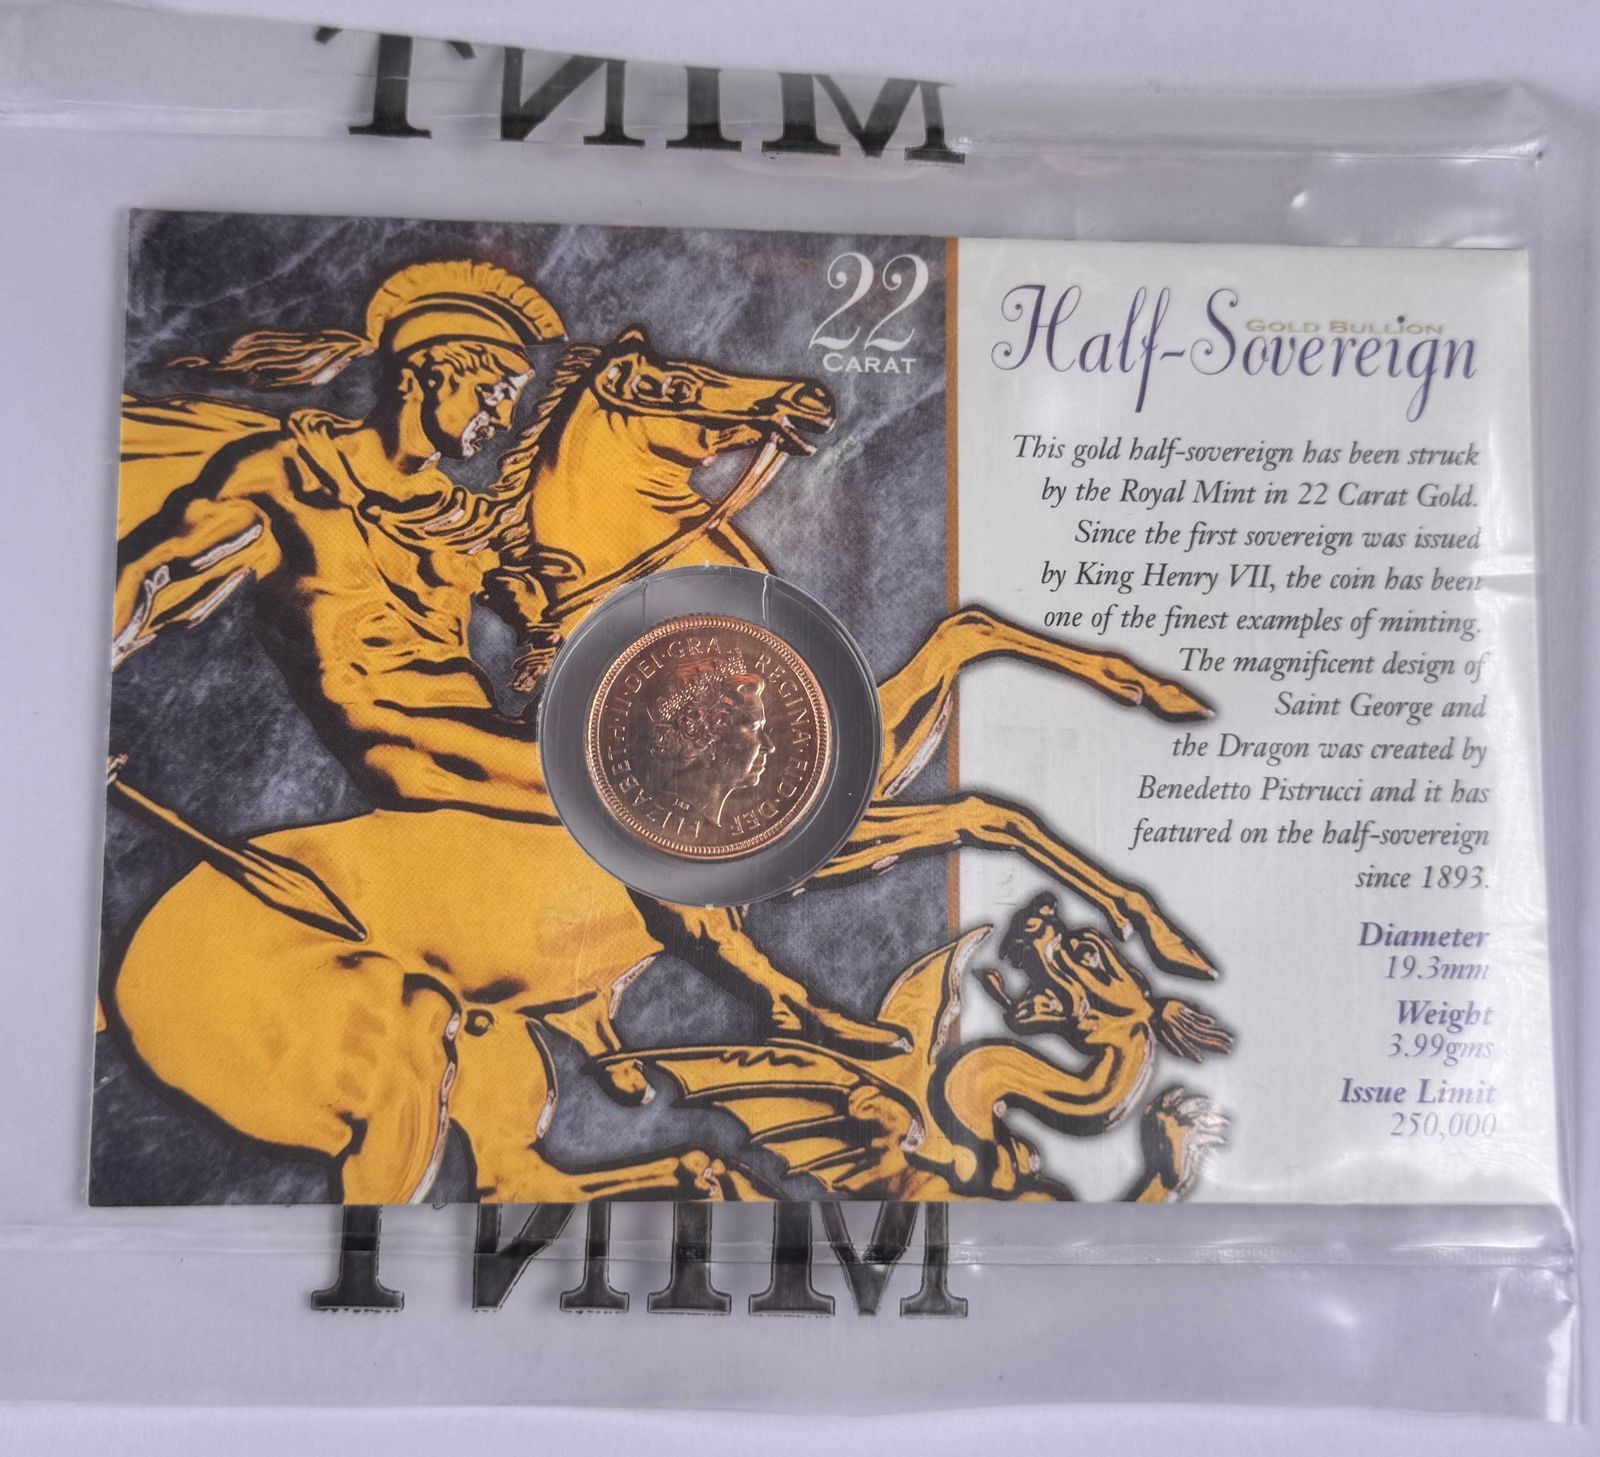 MINT
22
CARAT
Half-Sovereign
GOLD BULLION
This gold half-sovereign has been struck
by the Royal Mint in 22 Carat Gold.
Since the first sovereign was issued
by King Henry VII, the coin has been
one of the finest examples of minting.
The magnificent design of
Saint George and
the Dragon was created by
Benedetto Pistrucci and it has
featured on the half-sovereign
since 1893.
Diameter
19.3mm
Weight
3.99gms
Issue Limit
250,000
ELIZABETH·II·DEI·GRA
REGINA·FID·DEF
IRB
MINT